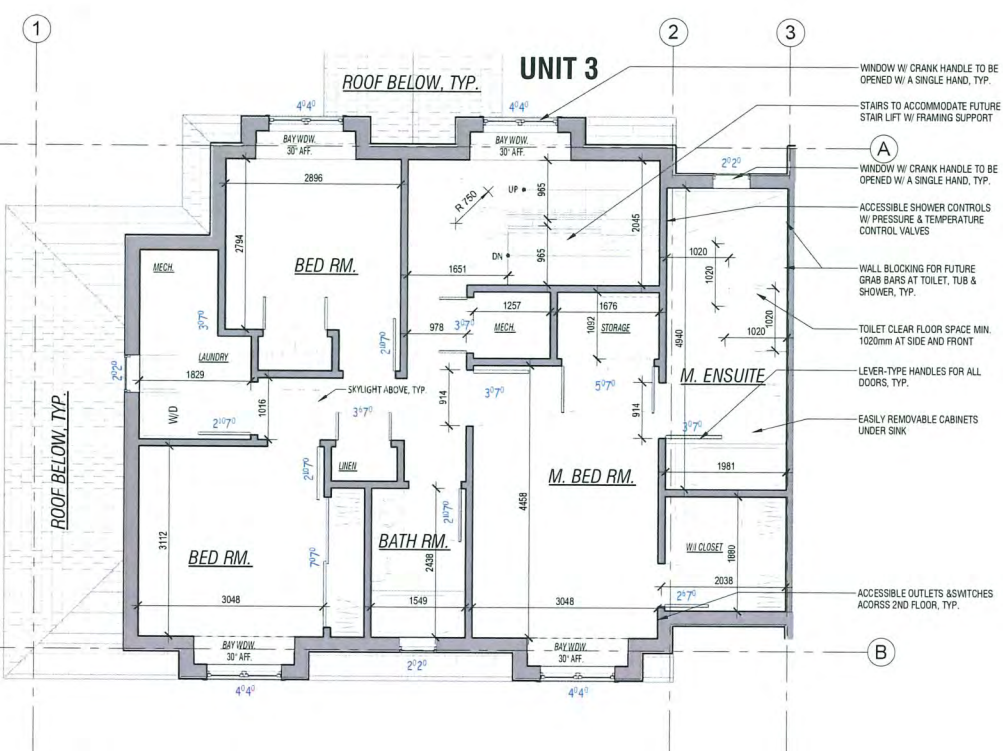 1
2
3
UNIT 3
ROOF BELOW, TYP.
WINDOW W/ CRANK HANDLE TO BE
OPENED W/ A SINGLE HAND, TYP.
STAIRS TO ACCOMMODATE FUTURE
STAIR LIFT W/ FRAMING SUPPORT
A
WINDOW W/ CRANK HANDLE TO BE
OPENED W/ A SINGLE HAND, TYP.
ACCESSIBLE SHOWER CONTROLS
W/ PRESSURE & TEMPERATURE
CONTROL VALVES
WALL BLOCKING FOR FUTURE
GRAB BARS AT TOILET, TUB &
SHOWER, TYP.
TOILET CLEAR FLOOR SPACE MIN.
1020mm AT SIDE AND FRONT
LEVER-TYPE HANDLES FOR ALL
DOORS, TYP.
EASILY REMOVABLE CABINETS
UNDER SINK
ACCESSIBLE OUTLETS &SWITCHES
ACORSS 2ND FLOOR, TYP.
B
4⁰4⁰
4⁰4⁰
BAY WDW.
30" AFF.
BAY WDW.
30" AFF.
2⁰2⁰
2896
2794
BED RM.
R 750
UP
965
2045
DN
965
1651
1020
1020
1020
1020
4940
MECH.
3⁰7⁰
LAUNDRY
1829
2⁰2⁰
W/D
2¹⁰7⁰
1016
2¹⁰7⁰
978
3⁰7⁰
1257
MECH.
1676
1092
STORAGE
SKYLIGHT ABOVE, TYP.
3⁶7⁰
914
3⁰7⁰
5⁰7⁰
914
M. ENSUITE
3⁰7⁰
1981
ROOF BELOW, TYP.
LINEN
2¹⁰7⁰
3112
BED RM.
7⁰7⁰
3048
BATH RM.
2¹⁰7⁰
2438
1549
M. BED RM.
4458
3048
W/I CLOSET
1880
2038
2⁶7⁰
BAY WDW.
30" AFF.
BAY WDW.
30" AFF.
4⁰4⁰
2⁰2⁰
4⁰4⁰